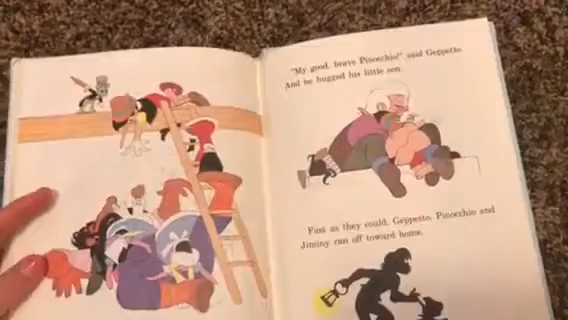 "My good, brave Pinocchio!" said Geppetto.
And he hugged his little son.
Fast as they could, Geppetto, Pinocchio and
Jiminy ran off toward home.